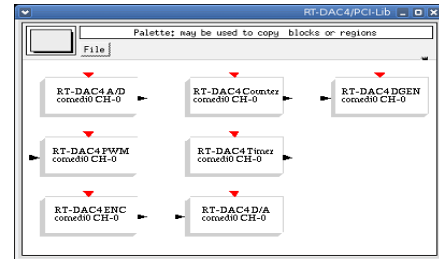 RT-DAC4/PCI-Lib
Palette: may be used to copy blocks or regions
File
RT-DAC4 A/D
comedi0 CH-0
RT-DAC4 Counter
comedi0 CH-0
RT-DAC4 DGEN
comedi0 CH-0
RT-DAC4 PWM
comedi0 CH-0
RT-DAC4 Timer
comedi0 CH-0
RT-DAC4 ENC
comedi0 CH-0
RT-DAC4 D/A
comedi0 CH-0